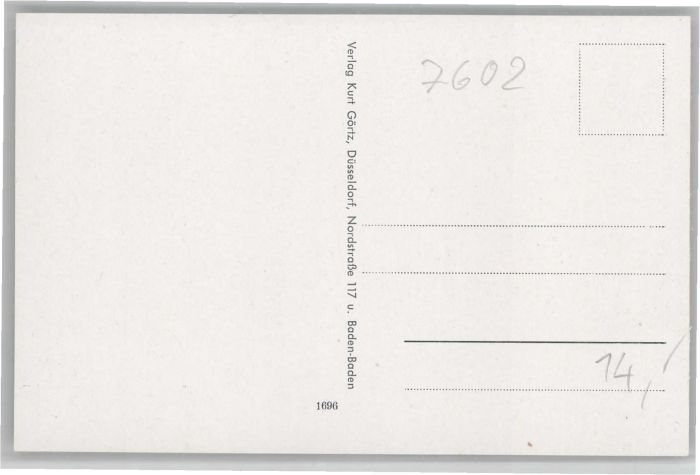 7602
Verlag Kurt Görtz, Düsseldorf, Nordstraße 117 u. Baden-Baden
14,
1696